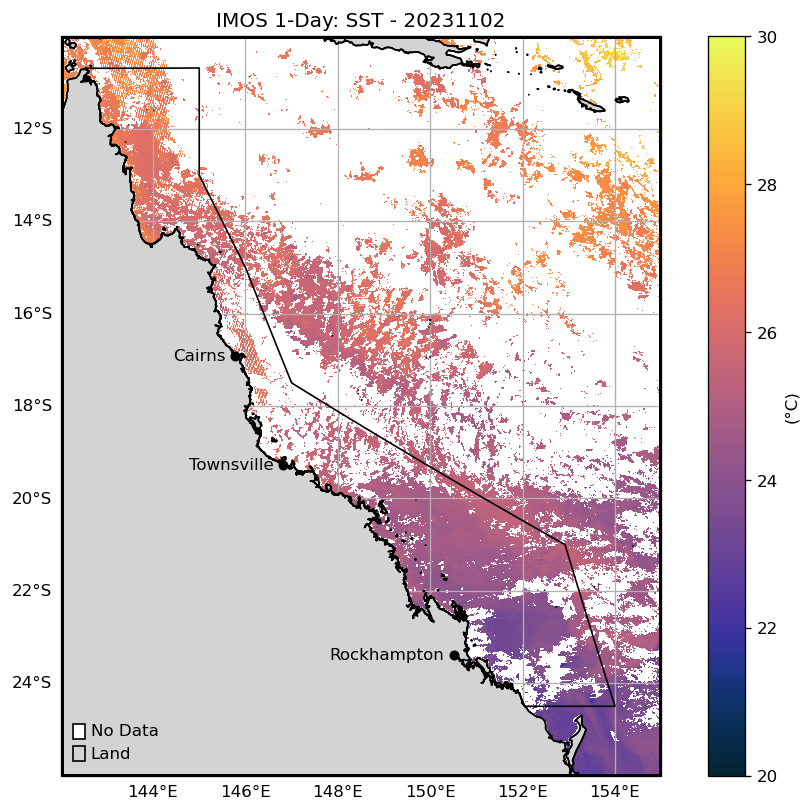 IMOS 1-Day: SST - 20231102
30
12°S
28
14°S
16°S
26
Cairns
18°S
(°C)
Townsville
24
20°S
22°S
22
Rockhampton
24°S
No Data
Land
20
144°E 146°E 148°E 150°E 152°E 154°E